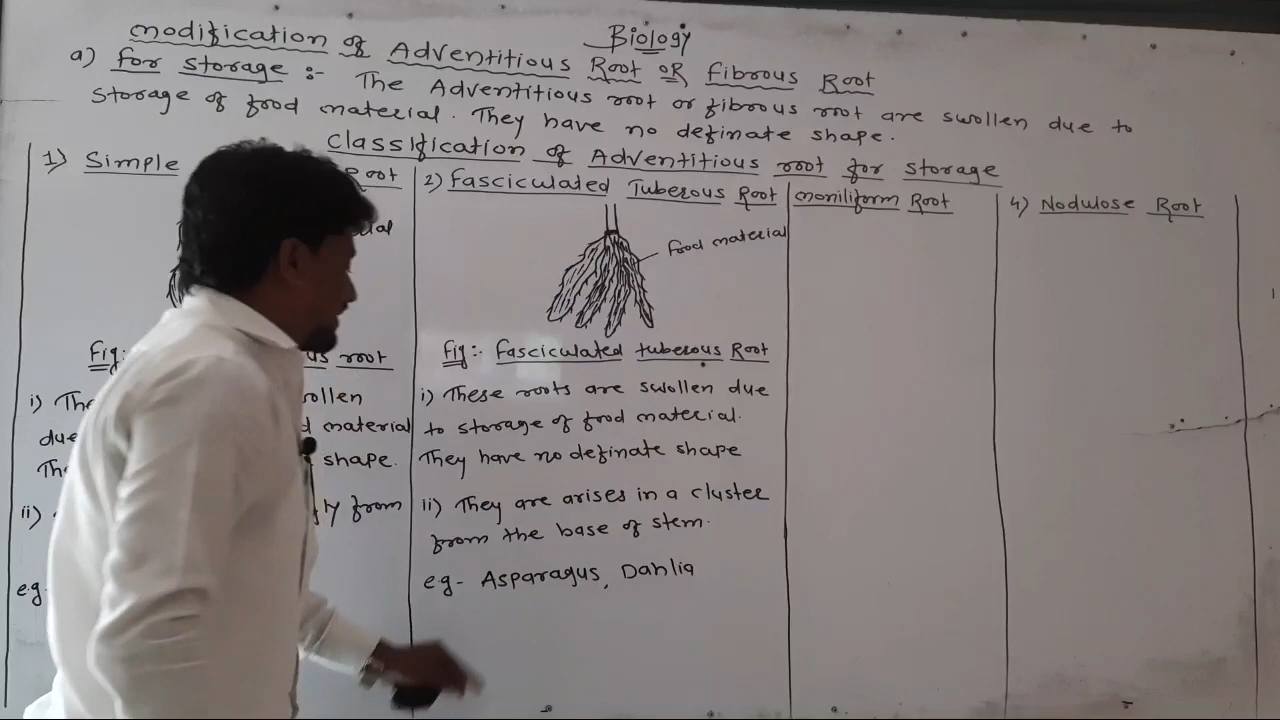 Biology
modification of Adventitious Root OR fibrous Root
a) for storage :- The Adventitious root or fibrous root are swollen due to
storage of food material. They have no definate shape.
Classification of Adventitious root for storage
1) Simple Root
Fig: root
i) The ollen
due material
Th shape.
ii) from
e.g.
2) Fasciculated Tuberous Root
food material
Fig:- Fasciculated tuberous Root
i) These roots are swollen due
to storage of food material.
They have no definate shape
ii) They are arises in a cluster
from the base of stem.
e.g- Asparagus, Dahlia
moniliform Root
4) Nodulose Root